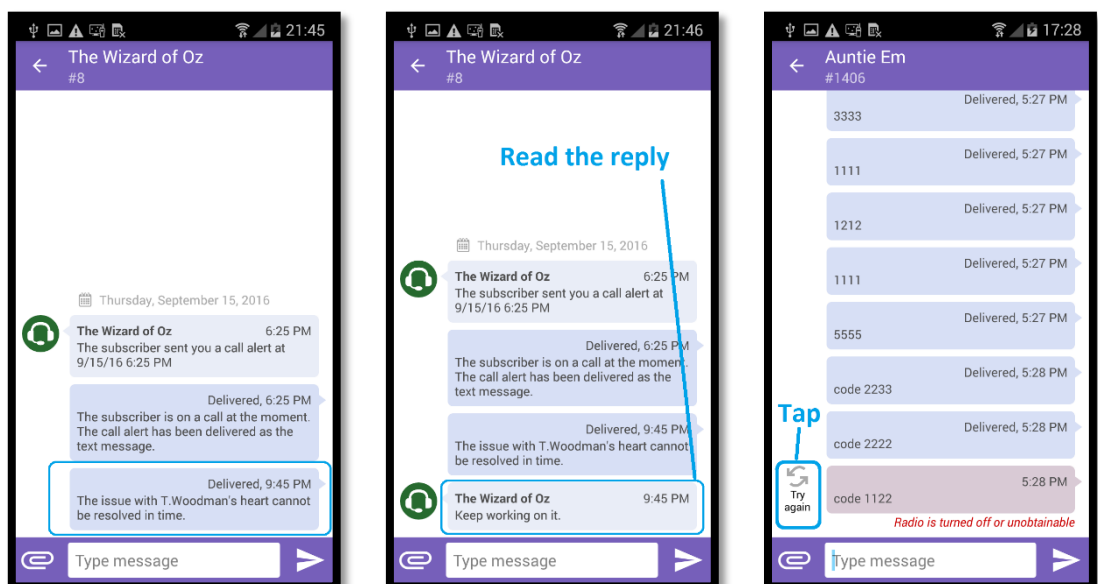 21:45
The Wizard of Oz
#8
Thursday, September 15, 2016
The Wizard of Oz 6:25 PM
The subscriber sent you a call alert at
9/15/16 6:25 PM
Delivered, 6:25 PM
The subscriber is on a call at the moment.
The call alert has been delivered as the
text message.
Delivered, 9:45 PM
The issue with T.Woodman's heart cannot
be resolved in time.
Type message
21:46
The Wizard of Oz
#8
Read the reply
Thursday, September 15, 2016
The Wizard of Oz 6:25 PM
The subscriber sent you a call alert at
9/15/16 6:25 PM
Delivered, 6:25 PM
The subscriber is on a call at the moment.
The call alert has been delivered as the
text message.
Delivered, 9:45 PM
The issue with T.Woodman's heart cannot
be resolved in time.
The Wizard of Oz 9:45 PM
Keep working on it.
Type message
17:28
Auntie Em
#1406
Delivered, 5:27 PM
3333
Delivered, 5:27 PM
1111
Delivered, 5:27 PM
1212
Delivered, 5:27 PM
1111
Delivered, 5:27 PM
5555
Delivered, 5:28 PM
code 2233
Tap
Delivered, 5:28 PM
code 2222
Try
again
5:28 PM
code 1122
Radio is turned off or unobtainable
Type message